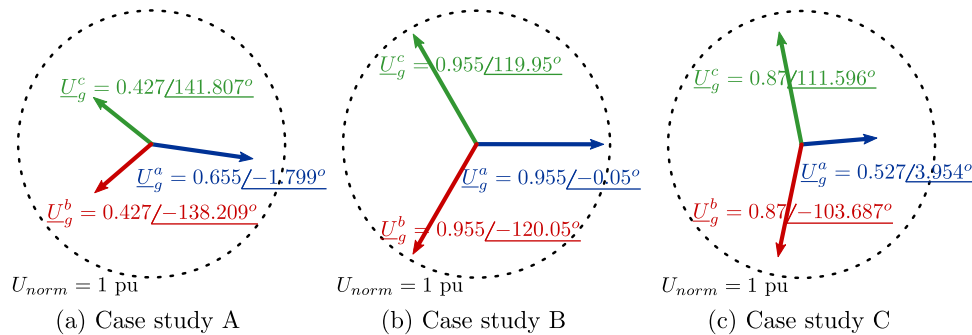 U_g^c = 0.427/141.807°
U_g^a = 0.655/−1.799°
U_g^b = 0.427/−138.209°
U_norm = 1 pu
(a) Case study A
U_g^c = 0.955/119.95°
U_g^a = 0.955/−0.05°
U_g^b = 0.955/−120.05°
U_norm = 1 pu
(b) Case study B
U_g^c = 0.87/111.596°
U_g^a = 0.527/3.954°
U_g^b = 0.87/−103.687°
U_norm = 1 pu
(c) Case study C